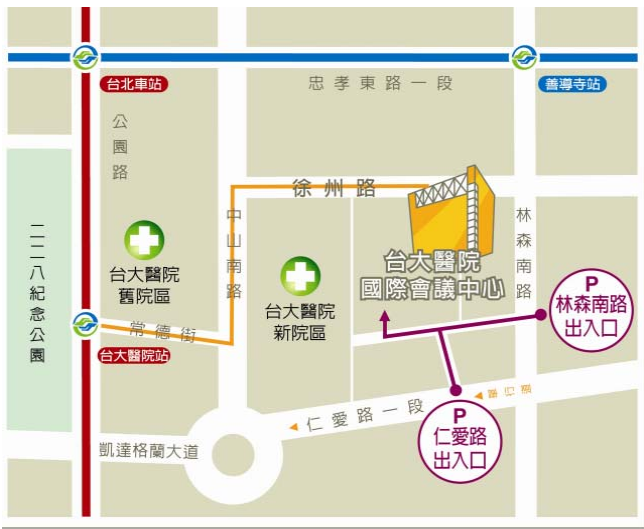 台北車站
忠孝東路一段
善導寺站
公園路
徐州路
中山南路
林森南路
二二八紀念公園
台大醫院
舊院區
台大醫院
新院區
台大醫院
國際會議中心
P
林森南路
出入口
常德街
台大醫院站
仁愛路一段
P
仁愛路
出入口
凱達格蘭大道